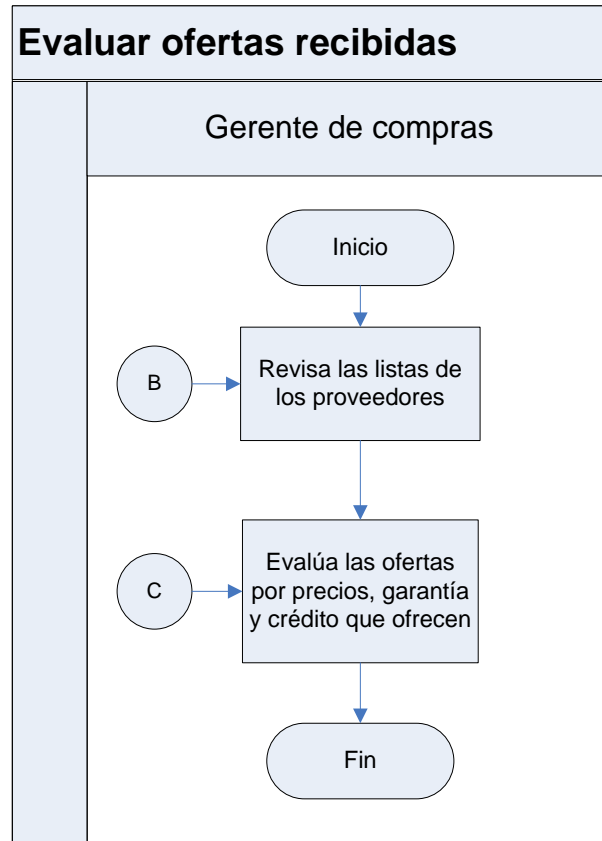 Evaluar ofertas recibidas
Gerente de compras
Inicio
B
Revisa las listas de
los proveedores
C
Evalúa las ofertas
por precios, garantía
y crédito que ofrecen
Fin